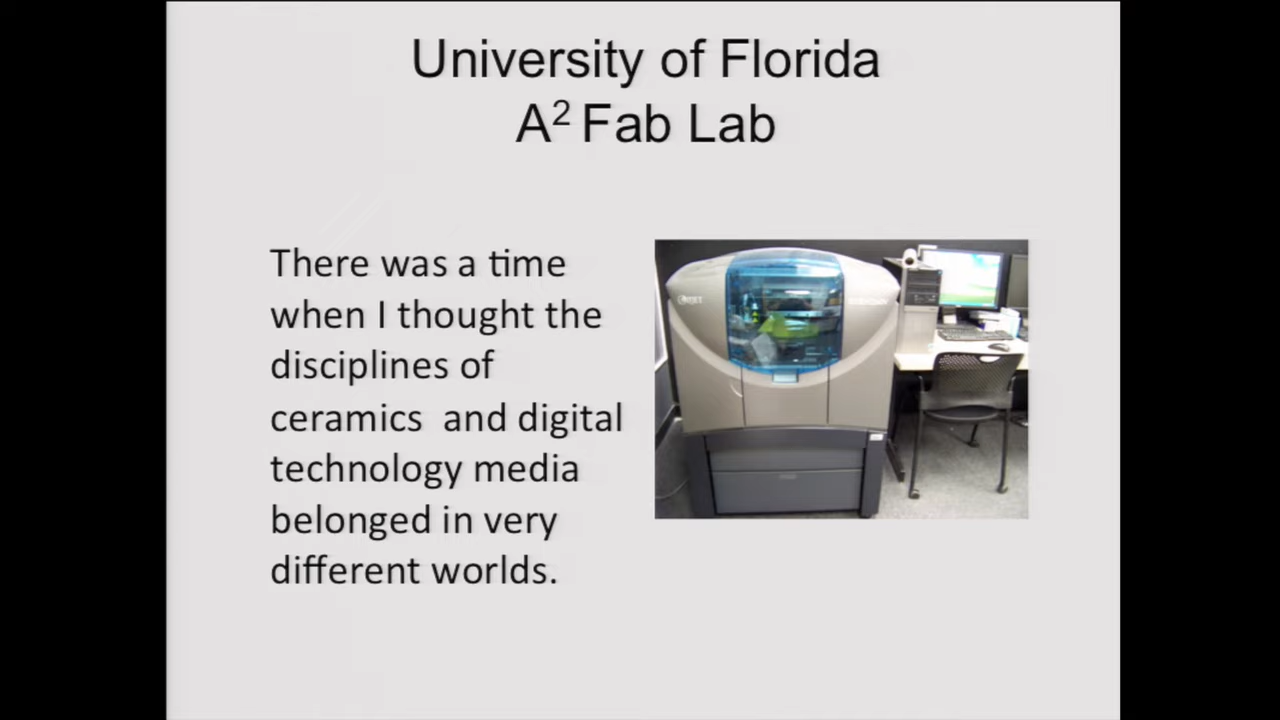 University of Florida
A² Fab Lab
There was a time
when I thought the
disciplines of
ceramics and digital
technology media
belonged in very
different worlds.